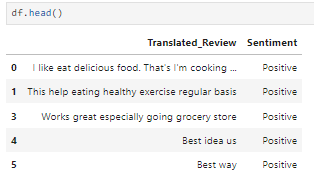 df.head()
Translated_Review Sentiment
0 I like eat delicious food. That's I'm cooking ... Positive
1 This help eating healthy exercise regular basis Positive
3 Works great especially going grocery store Positive
4 Best idea us Positive
5 Best way Positive